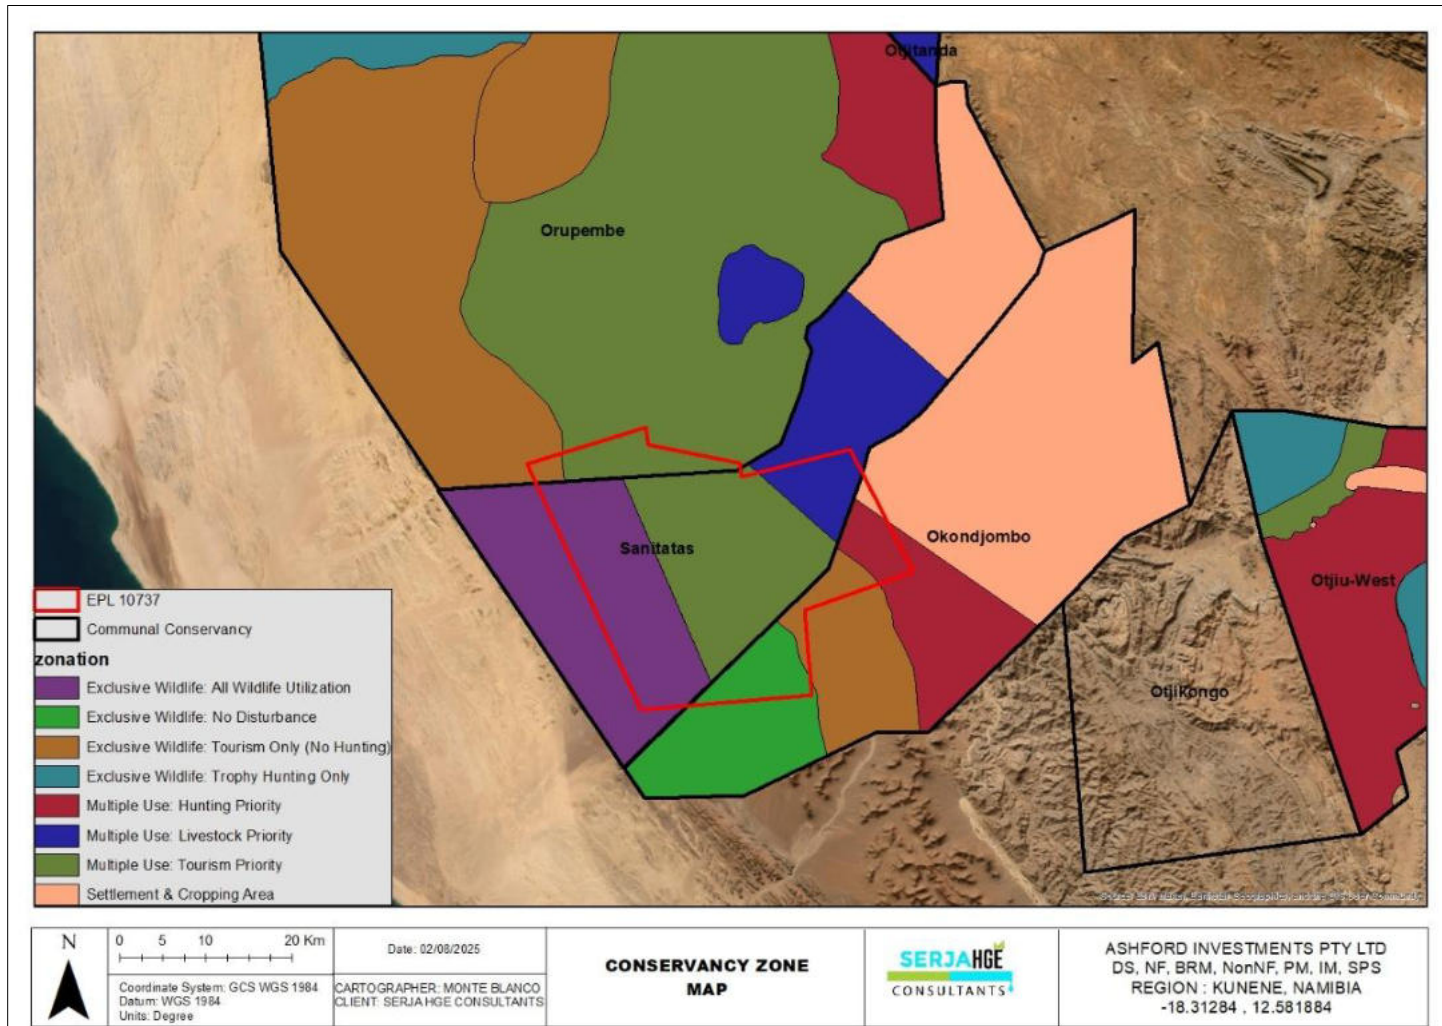 Otjitanda
Orupembe
Sanitatas
Okondjombo
Otjiu-West
Otjikongo
EPL 10737
Communal Conservancy
zonation
Exclusive Wildlife: All Wildlife Utilization
Exclusive Wildlife: No Disturbance
Exclusive Wildlife: Tourism Only (No Hunting)
Exclusive Wildlife: Trophy Hunting Only
Multiple Use: Hunting Priority
Multiple Use: Livestock Priority
Multiple Use: Tourism Priority
Settlement & Cropping Area
N
0 5 10 20 Km
Coordinate System: GCS WGS 1984
Datum: WGS 1984
Units: Degree
Date: 02/08/2025
CARTOGRAPHER: MONTE BLANCO
CLIENT: SERJA HGE CONSULTANTS
CONSERVANCY ZONE
MAP
SERJAHGE
CONSULTANTS
ASHFORD INVESTMENTS PTY LTD
DS, NF, BRM, NonNF, PM, IM, SPS
REGION : KUNENE, NAMIBIA
-18.31284 , 12.581884